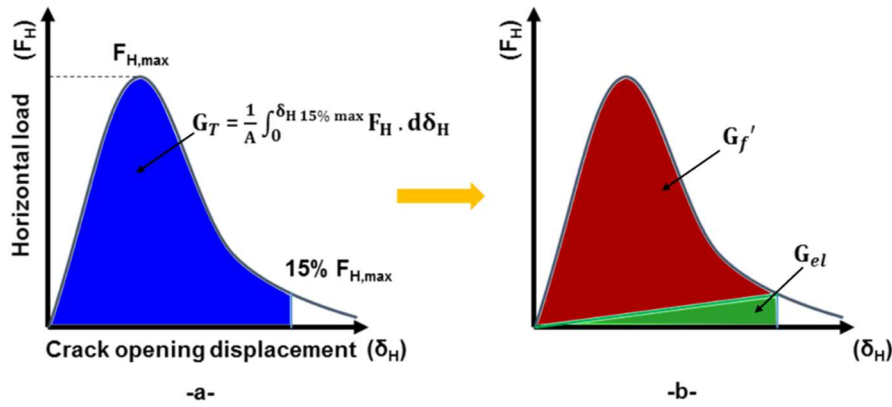 (F_H)
Horizontal load
F_H,max
G_T = 1/A ∫_0^{δ_H 15% max} F_H . dδ_H
15% F_H,max
Crack opening displacement (δ_H)
-a-
(F_H)
G_f'
G_el
(δ_H)
-b-